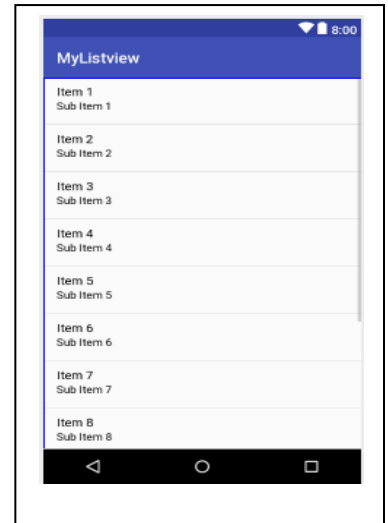 8:00
MyListview
Item 1
Sub Item 1
Item 2
Sub Item 2
Item 3
Sub Item 3
Item 4
Sub Item 4
Item 5
Sub Item 5
Item 6
Sub Item 6
Item 7
Sub Item 7
Item 8
Sub Item 8